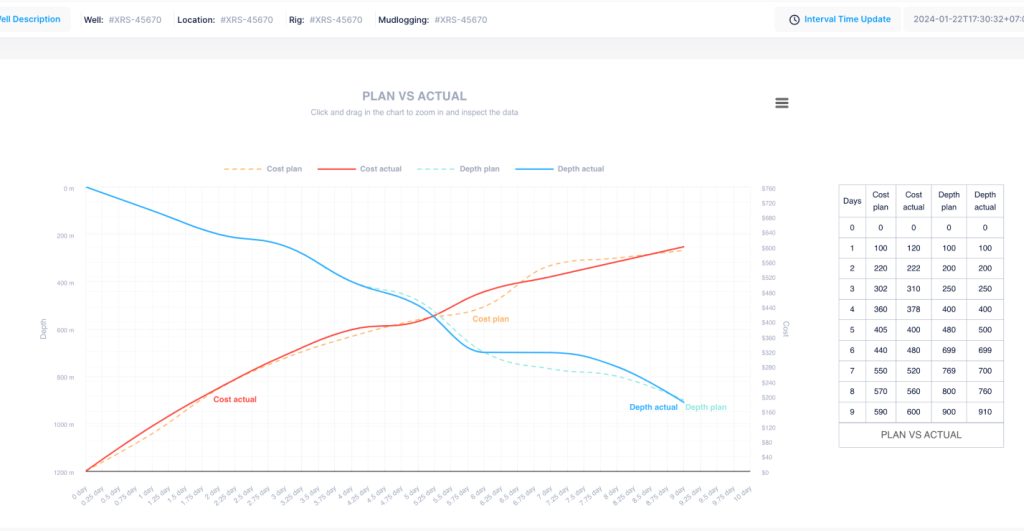 ell Description
Well: #XRS-45670
Location: #XRS-45670
Rig: #XRS-45670
Mudlogging: #XRS-45670
Interval Time Update
2024-01-22T17:30:32+07:0
PLAN VS ACTUAL
Click and drag in the chart to zoom in and inspect the data
Cost plan Cost actual Depth plan Depth actual
0 m
200 m
400 m
600 m
800 m
1000 m
1200 m
Depth
Cost actual
Cost plan
Depth actual
Depth plan
$760
$720
$680
$640
$600
$560
$520
$480
$440
$400
$360
$320
$280
$240
$200
$160
$120
$80
$40
$0
Cost
0 day 0.25 day 0.5 day 0.75 day 1 day 1.25 day 1.5 day 1.75 day 2 day 2.25 day 2.5 day 2.75 day 3 day 3.25 day 3.5 day 3.75 day 4 day 4.25 day 4.5 day 4.75 day 5 day 5.25 day 5.5 day 5.75 day 6 day 6.25 day 6.5 day 6.75 day 7 day 7.25 day 7.5 day 7.75 day 8 day 8.25 day 8.5 day 8.75 day 9 day 9.25 day 9.5 day 9.75 day 10 day
Days Cost plan Cost actual Depth plan Depth actual
0 0 0 0 0
1 100 120 100 100
2 220 222 200 200
3 302 310 250 250
4 360 378 400 400
5 405 400 480 500
6 440 480 699 699
7 550 520 769 700
8 570 560 800 760
9 590 600 900 910
PLAN VS ACTUAL